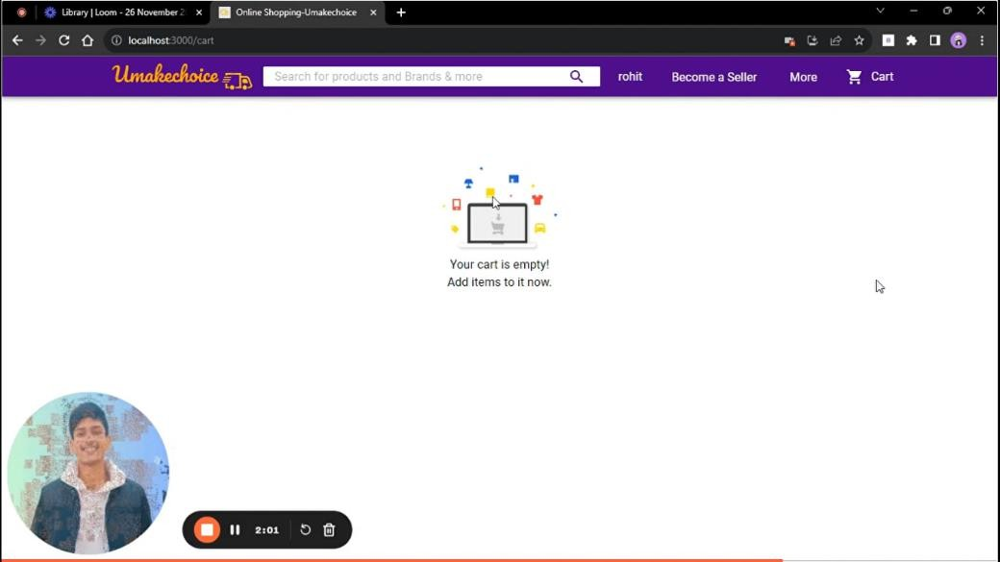 Library | Loom - 26 November 2
Online Shopping-Umakechoice
localhost:3000/cart
Umakechoice
Search for products and Brands & more
rohit
Become a Seller
More
Cart
Your cart is empty!
Add items to it now.
2:01